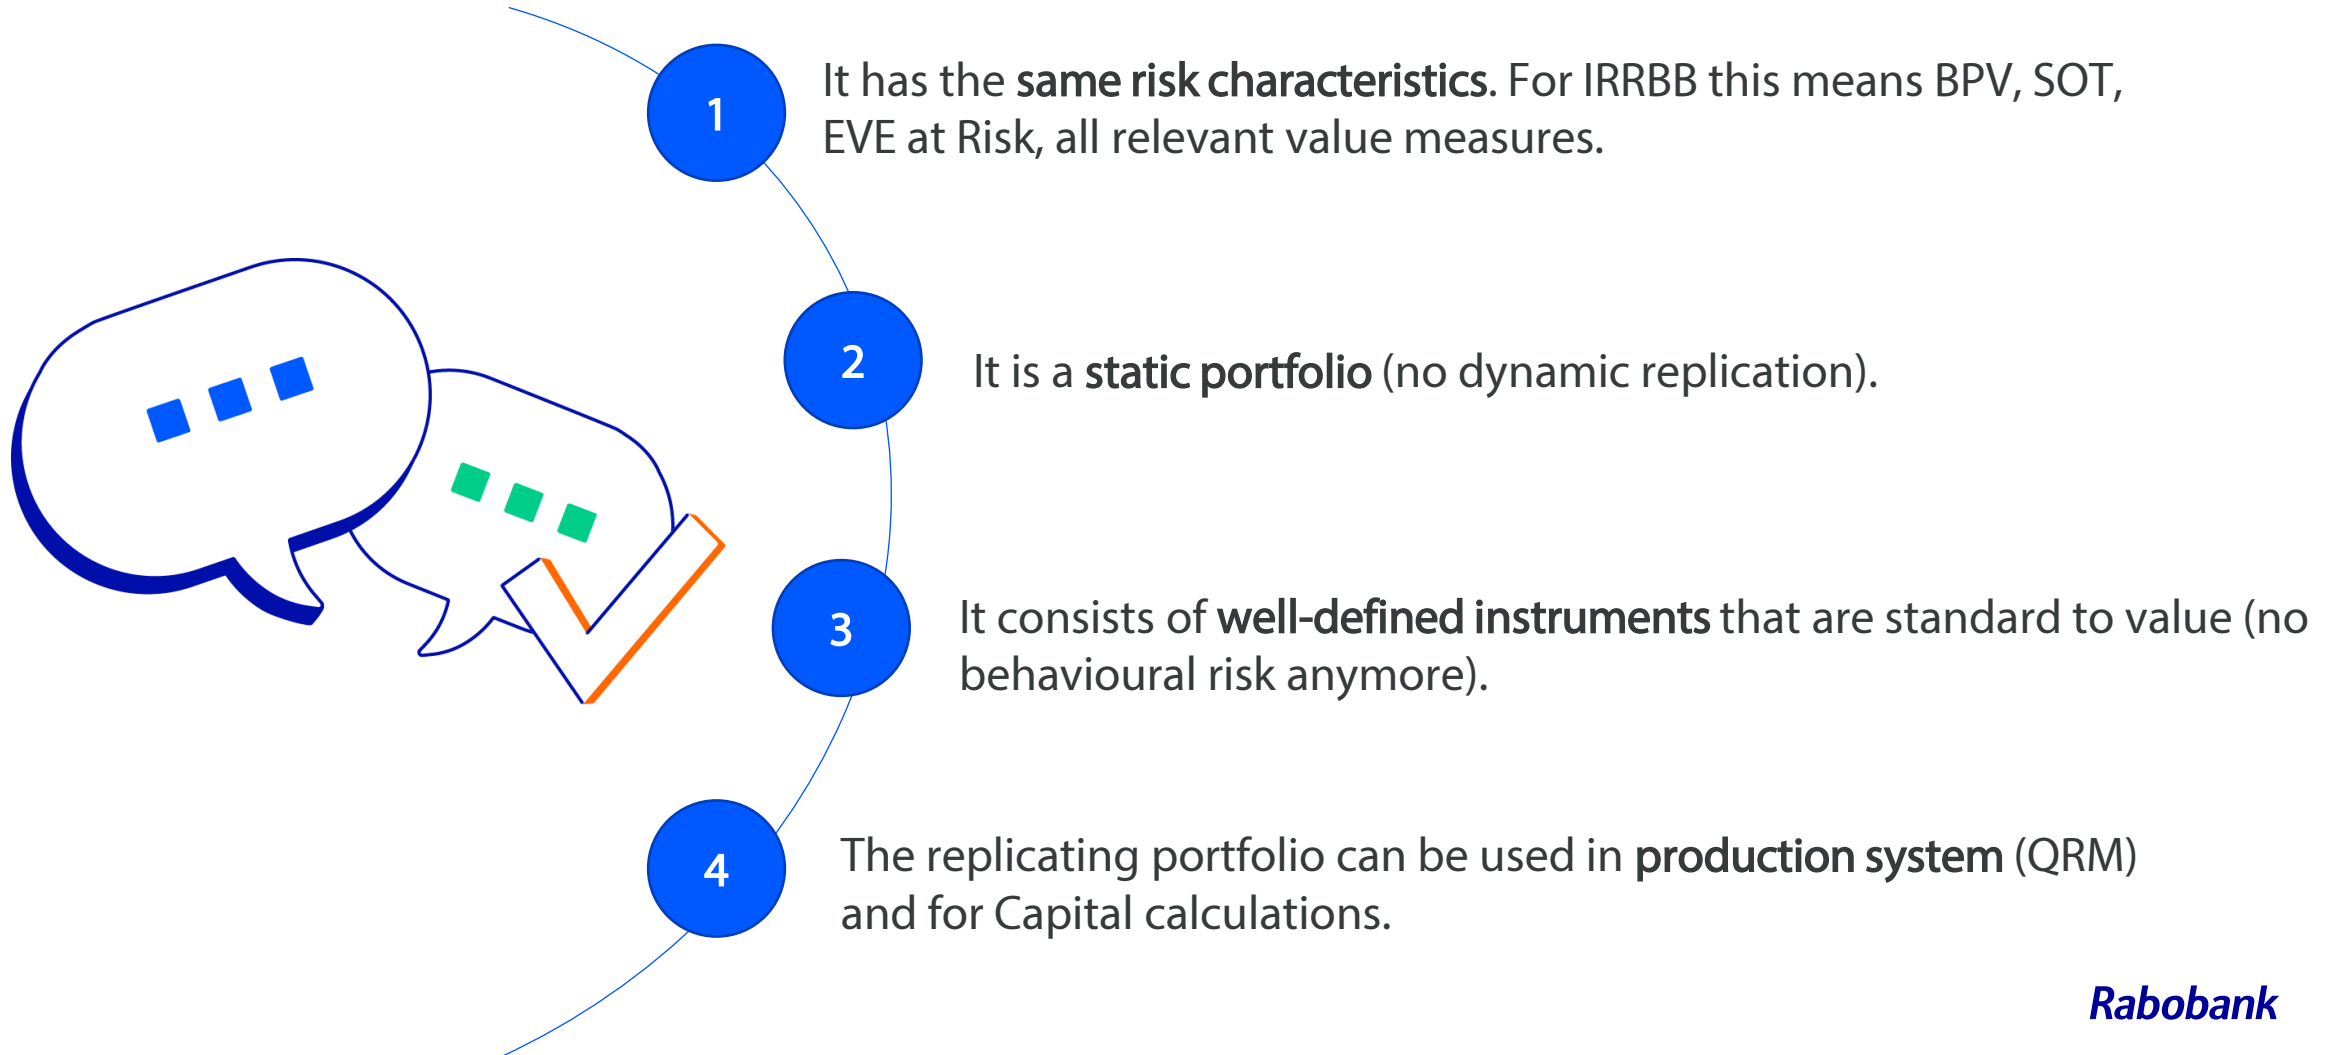 1
It has the same risk characteristics. For IRRBB this means BPV, SOT,
EVE at Risk, all relevant value measures.
2
It is a static portfolio (no dynamic replication).
3
It consists of well-defined instruments that are standard to value (no
behavioural risk anymore).
4
The replicating portfolio can be used in production system (QRM)
and for Capital calculations.
Rabobank